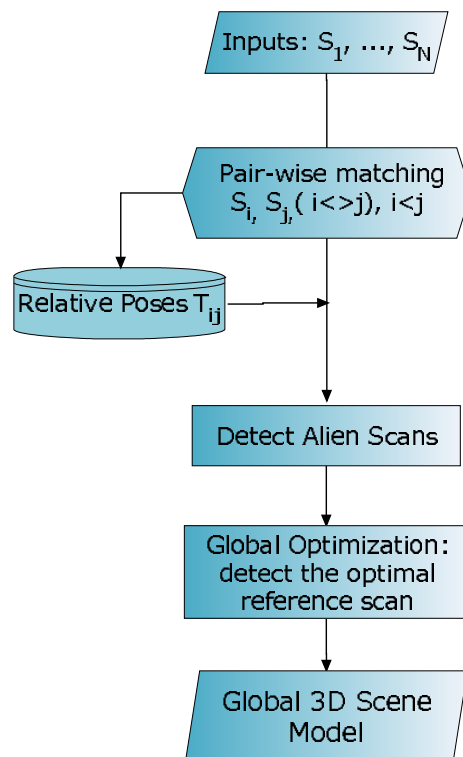 Inputs: S1, ..., SN
Pair-wise matching
Si, Sj,( i<>j), i<j
Relative Poses Tij
Detect Alien Scans
Global Optimization:
detect the optimal
reference scan
Global 3D Scene
Model